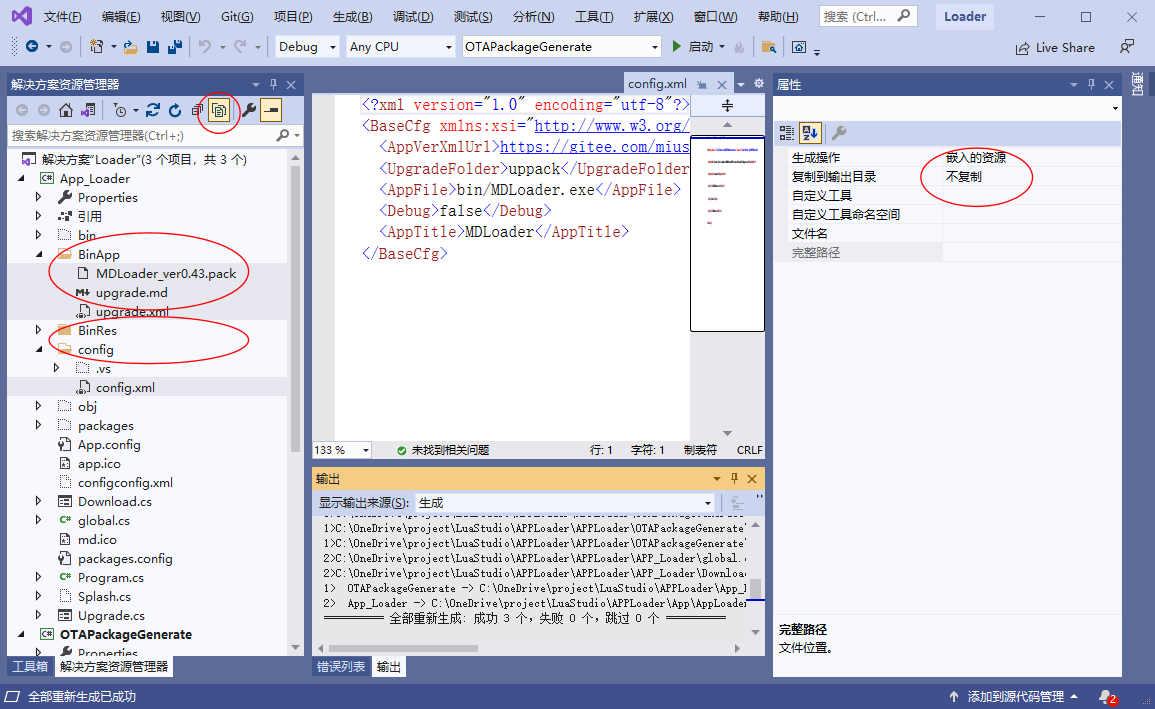 文件(F) 编辑(E) 视图(V) Git(G) 项目(P) 生成(B) 调试(D) 测试(S) 分析(N) 工具(T) 扩展(X) 窗口(W) 帮助(H) 搜索 (Ctrl... Loader
Debug Any CPU OTAPackageGenerate 启动 Live Share
解决方案资源管理器
搜索解决方案资源管理器(Ctrl+;)
解决方案"Loader"(3 个项目，共 3 个)
App_Loader
Properties
引用
bin
BinApp
MDLoader_ver0.43.pack
upgrade.md
upgrade.xml
BinRes
config
.vs
config.xml
obj
packages
App.config
app.ico
configconfig.xml
Download.cs
global.cs
md.ico
packages.config
Program.cs
Splash.cs
Upgrade.cs
OTAPackageGenerate
Properties
工具箱 解决方案资源管理器
config.xml
<?xml version="1.0" encoding="utf-8"?>
<BaseCfg xmlns:xsi="http://www.w3.org/
<AppVerXmlUrl>https://gitee.com/mius
<UpgradeFolder>uppack</UpgradeFolder
<AppFile>bin/MDLoader.exe</AppFile>
<Debug>false</Debug>
<AppTitle>MDLoader</AppTitle>
</BaseCfg>
133 % 未找到相关问题 行: 1 字符: 1 制表符 CRLF
输出
显示输出来源(S): 生成
1>C:\OneDrive\project\LuaStudio\APPLoader\APPLoader\OTAPackageGenerate
1>C:\OneDrive\project\LuaStudio\APPLoader\APPLoader\OTAPackageGenerate
2>C:\OneDrive\project\LuaStudio\APPLoader\APPLoader\APP_Loader\global.
2>C:\OneDrive\project\LuaStudio\APPLoader\APPLoader\APP_Loader\Downloa
1> OTAPackageGenerate -> C:\OneDrive\project\LuaStudio\APPLoader\App_
2> App_Loader -> C:\OneDrive\project\LuaStudio\APPLoader\App\AppLoader
========== 全部重新生成: 成功 3 个，失败 0 个，跳过 0 个 ==========
错误列表 输出
属性
生成操作 嵌入的资源
复制到输出目录 不复制
自定义工具
自定义工具命名空间
文件名
完整路径
完整路径
文件位置。
通知
全部重新生成已成功 添加到源代码管理 2